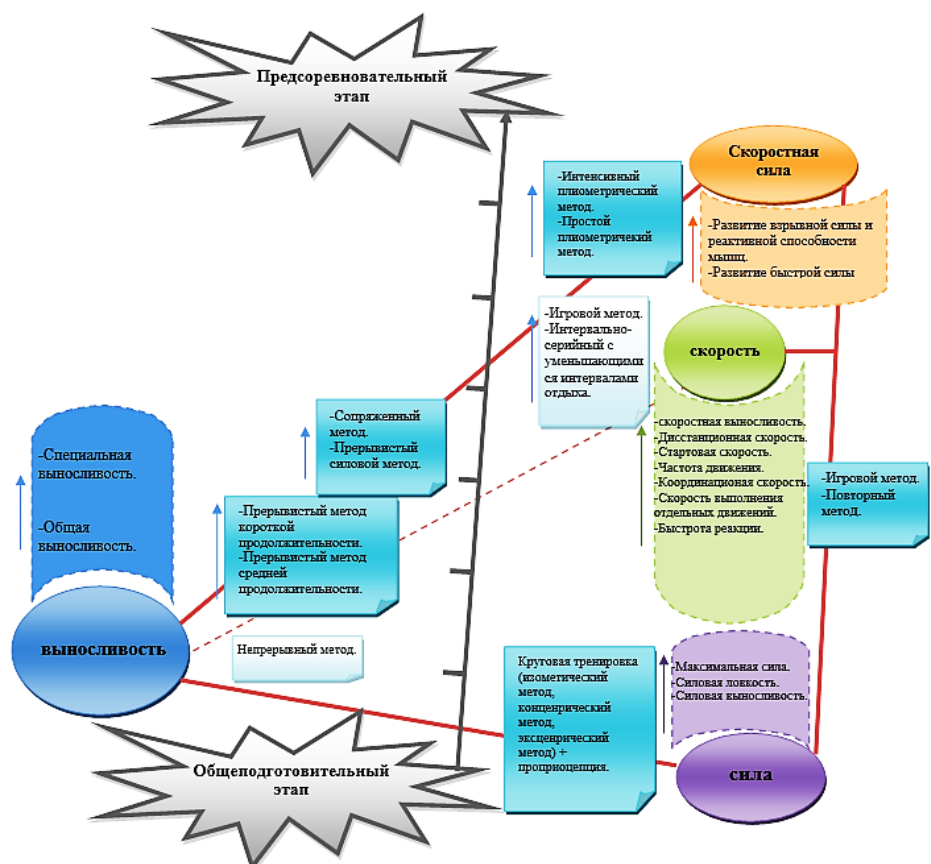 Предсоревновательный
этап
Скоростная
сила
-Интенсивный
плиометрический
метод.
-Простой
плиометричекий
метод.
-Развитие взрывной силы и
реактивной способности
мышц.
-Развитие быстрой силы
-Игровой метод.
-Интервально-
серийный с
уменьшающими
ся интервалами
отдыха.
скорость
-Сопряженный
метод.
-Прерывистый
силовой метод.
-скоростная выносливость.
-Дисстанционная скорость.
-Стартовая скорость.
-Частота движения.
-Координационная скорость.
-Скорость выполнения
отдельных движений.
-Быстрота реакции.
-Специальная
выносливость.
-Общая
выносливость.
-Игровой метод.
-Повторный
метоД.
-Прерывистый метод
короткой
продолжительности.
-Прерывистый метод
средней
продолжительности.
выносливость
Непрерывный метод.
Круговая тренировка
(изометический
метод,
конценрический
метод,
эксценрический
метод) +
проприоцепция.
-Максимальная сила.
-Силовая ловкость.
-Силовая выносливость.
Общеподготовительный
этап
сила